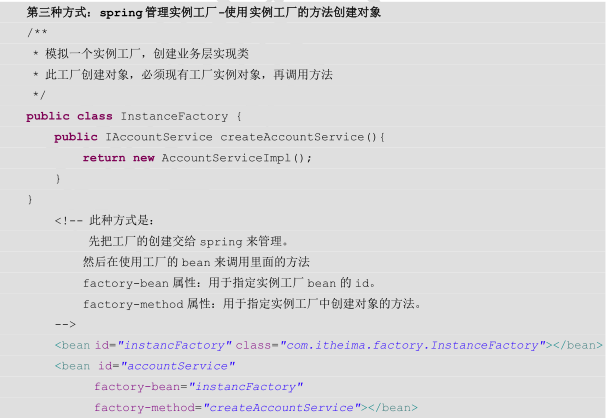 第三种方式：spring 管理实例工厂-使用实例工厂的方法创建对象
/**
* 模拟一个实例工厂，创建业务层实现类
* 此工厂创建对象，必须现有工厂实例对象，再调用方法
*/
public class InstanceFactory {
public IAccountService createAccountService(){
return new AccountServiceImpl();
}
}
<!-- 此种方式是:
先把工厂的创建交给 spring 来管理。
然后在使用工厂的 bean 来调用里面的方法
factory-bean 属性：用于指定实例工厂 bean 的 id。
factory-method 属性：用于指定实例工厂中创建对象的方法。
-->
<bean id="instancFactory" class="com.itheima.factory.InstanceFactory"></bean>
<bean id="accountService"
factory-bean="instancFactory"
factory-method="createAccountService"></bean>